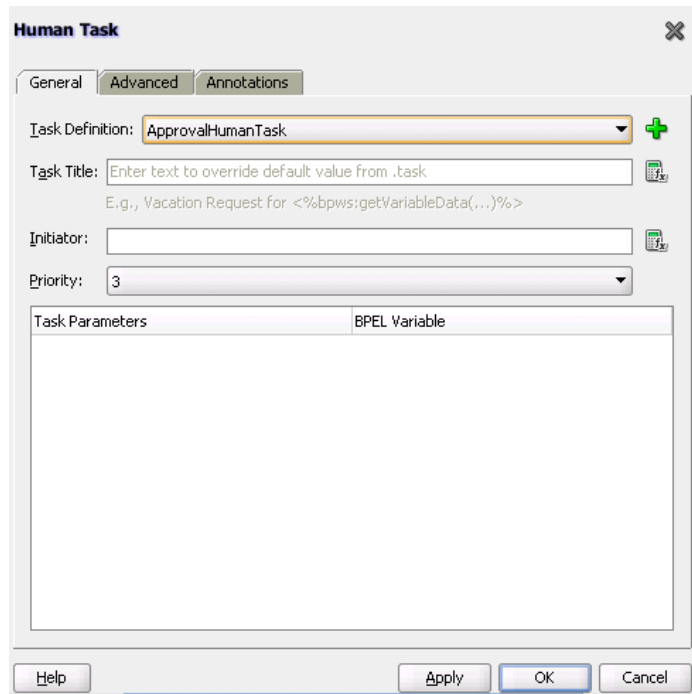 Human Task
General Advanced Annotations
Task Definition: ApprovalHumanTask
Task Title: Enter text to override default value from .task
E.g., Vacation Request for <%bpws:getVariableData(...)%>
Initiator:
Priority: 3
Task Parameters BPEL Variable
Help Apply OK Cancel